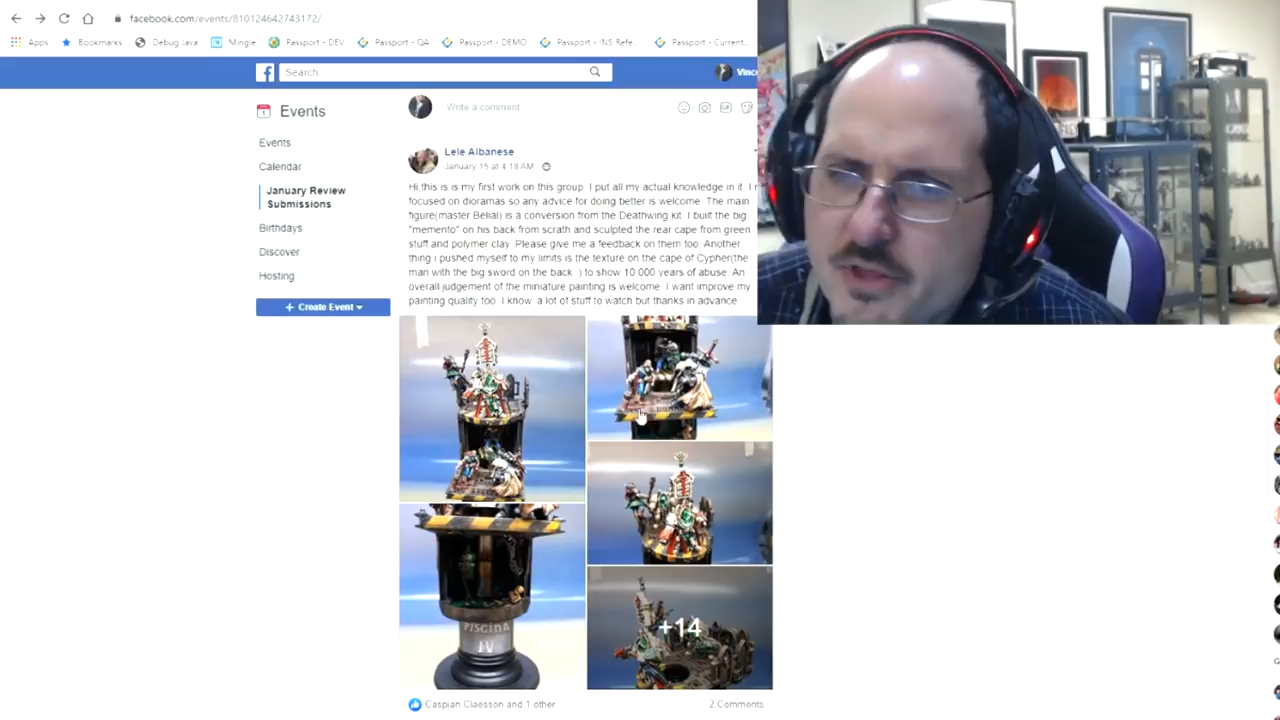 facebook.com/events/810124642743172/
Apps Bookmarks Debug Java Mingle Passport - DEV Passport - QA Passport - DEMO Passport - INS Refe... Passport - Current...
Search
Vinc
Events
Write a comment
Events
Calendar
January Review
Submissions
Birthdays
Discover
Hosting
+ Create Event
Lele Albanese
January 15 at 4:18 AM
Hi,this is is my first work on this group. I put all my actual knowledge in it. I
focused on dioramas so any advice for doing better is welcome. The main
figure(master Belial) is a conversion from the Deathwing kit. I built the big
"memento" on his back from scrath and sculpted the rear cape from green
stuff and polymer clay. Please give me a feedback on them too. Another
thing i pushed myself to my limits is the texture on the cape of Cypher(the
man with the big sword on the back ) to show 10 000 years of abuse. An
overall judgement of the miniature painting is welcome. I want improve my
painting quality too. I know, a lot of stuff to watch but thanks in advance
PISCINA
IV
+14
Caspian Claesson and 1 other
2 Comments